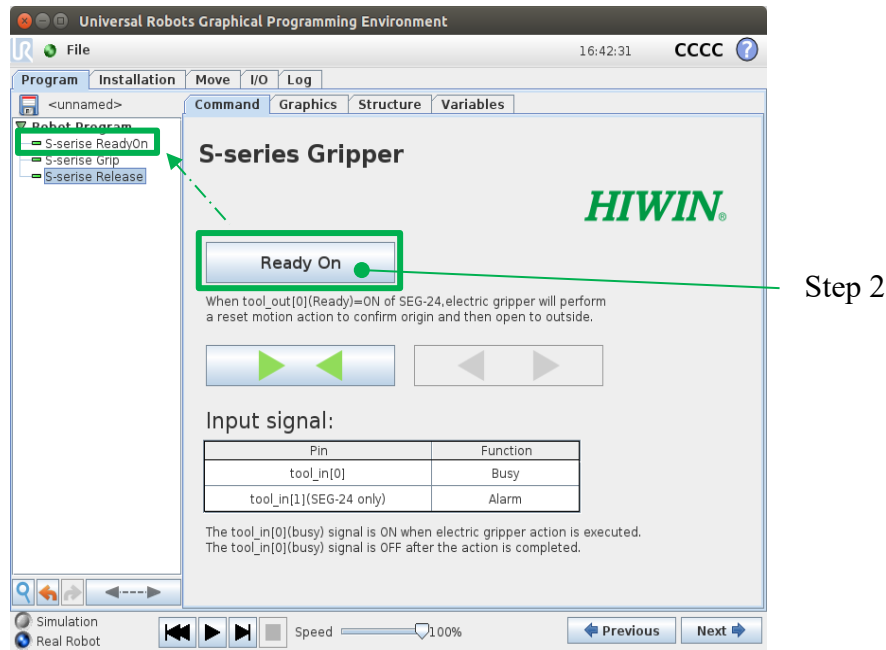 Universal Robots Graphical Programming Environment
File
16:42:31
CCCC
?
Program
Installation
Move
I/O
Log
<unnamed>
Command
Graphics
Structure
Variables
Robot Program
S-serise ReadyOn
S-serise Grip
S-serise Release
S-series Gripper
HIWIN®
Ready On
Step 2
When tool_out[0](Ready)=ON of SEG-24,electric gripper will perform
a reset motion action to confirm origin and then open to outside.
Input signal:
Pin Function
tool_in[0] Busy
tool_in[1](SEG-24 only) Alarm
The tool_in[0](busy) signal is ON when electric gripper action is executed.
The tool_in[0](busy) signal is OFF after the action is completed.
Simulation
Real Robot
Speed
100%
Previous
Next